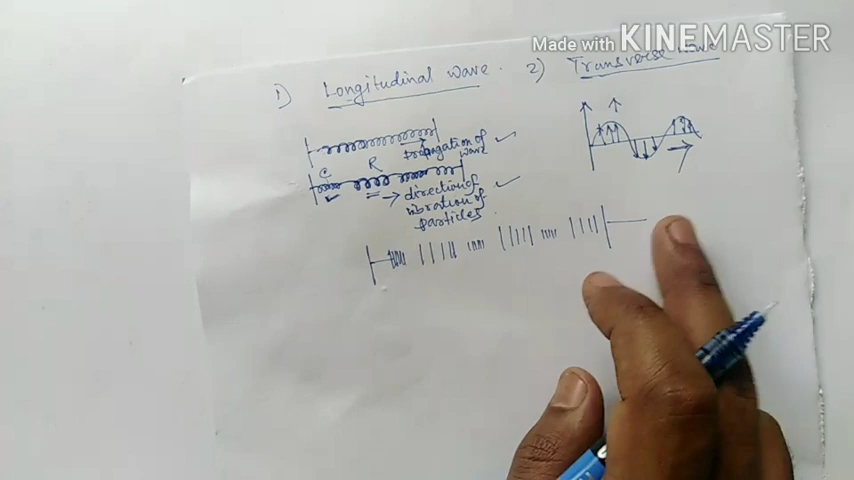 Made with KINEMASTER
1) Longitudinal wave. 2) Transverse wave
Propagation of
wave
C R
direction of
vibration of
particles.